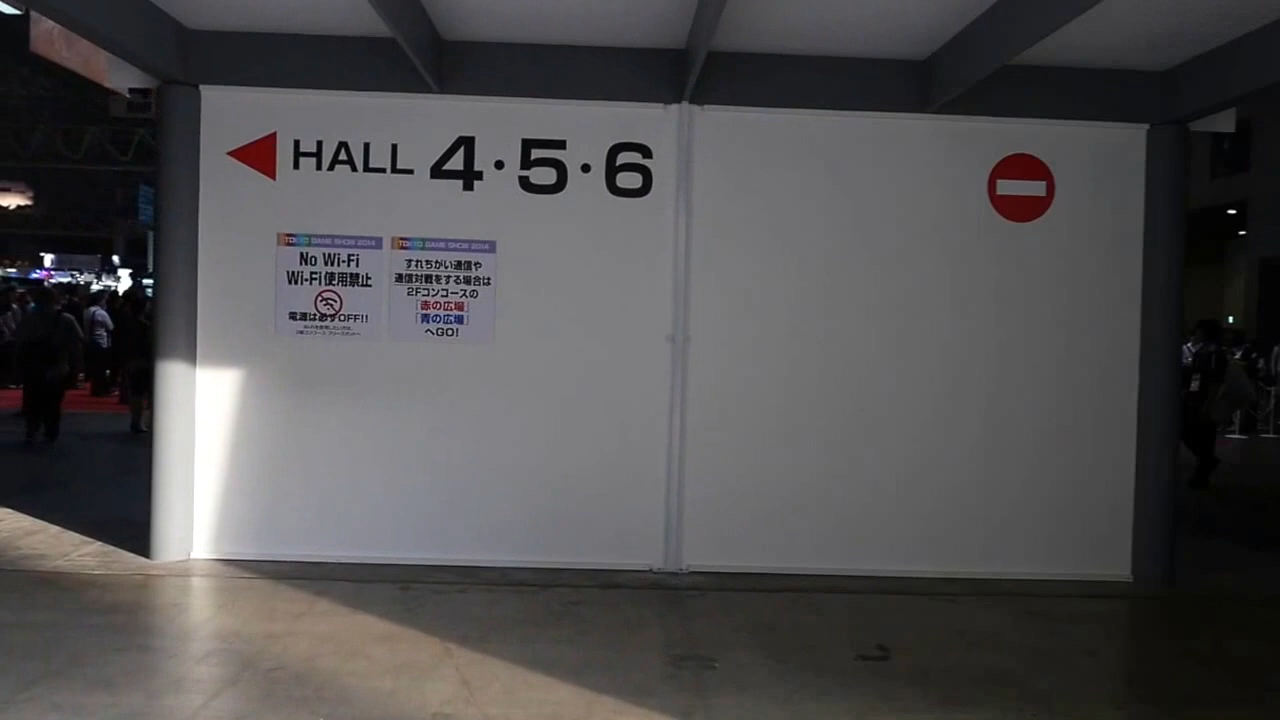 HALL 4・5・6
TOKYO GAME SHOW 2014
No Wi-Fi
Wi-Fi使用禁止
電源は必ずOFF!!
TOKYO GAME SHOW 2014
すれちがい通信や
通信対戦をする場合は
2Fコンコースの
「赤の広場」
「青の広場」
へGO!